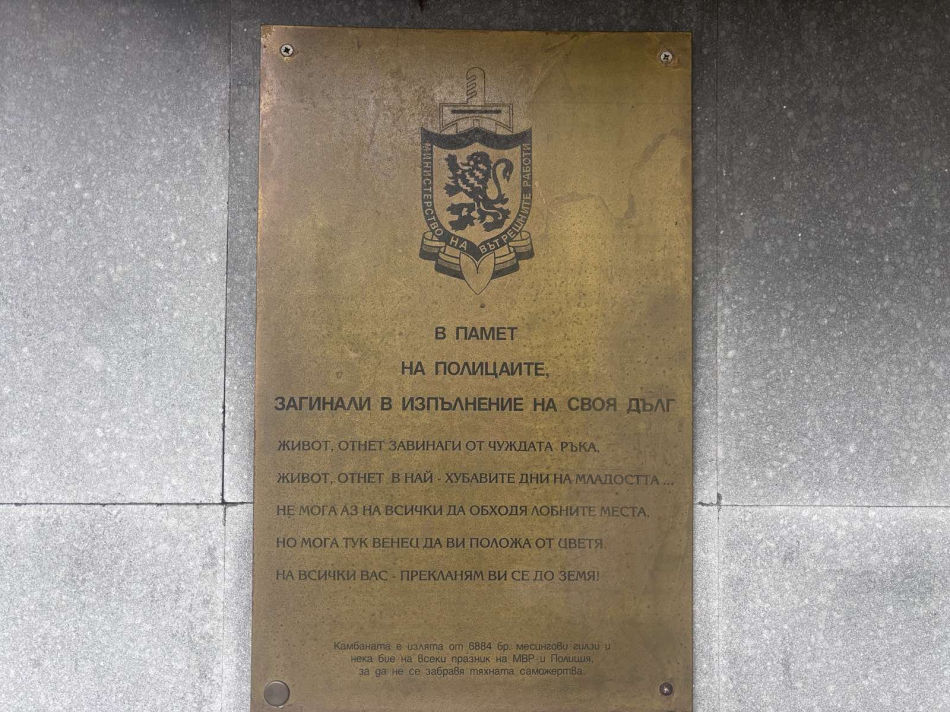 МИНИСТЕРСТВО НА ВЪТРЕШНИТЕ РАБОТИ
В ПАМЕТ
НА ПОЛИЦАИТЕ,
ЗАГИНАЛИ В ИЗПЪЛНЕНИЕ НА СВОЯ ДЪЛГ
ЖИВОТ, ОТНЕТ ЗАВИНАГИ ОТ ЧУЖДАТА РЪКА,
ЖИВОТ, ОТНЕТ В НАЙ - ХУБАВИТЕ ДНИ НА МЛАДОСТТА ...
НЕ МОГА АЗ НА ВСИЧКИ ДА ОБХОДЯ ЛОБНИТЕ МЕСТА,
НО МОГА ТУК ВЕНЕЦ ДА ВИ ПОЛОЖА ОТ ЦВЕТЯ.
НА ВСИЧКИ ВАС - ПРЕКЛАНЯМ ВИ СЕ ДО ЗЕМЯ!
Камбаната е излята от 6884 бр. месингови гилзи и
нека бие на всеки празник на МВР и Полиция,
за да не се забравя тяхната саможертва.